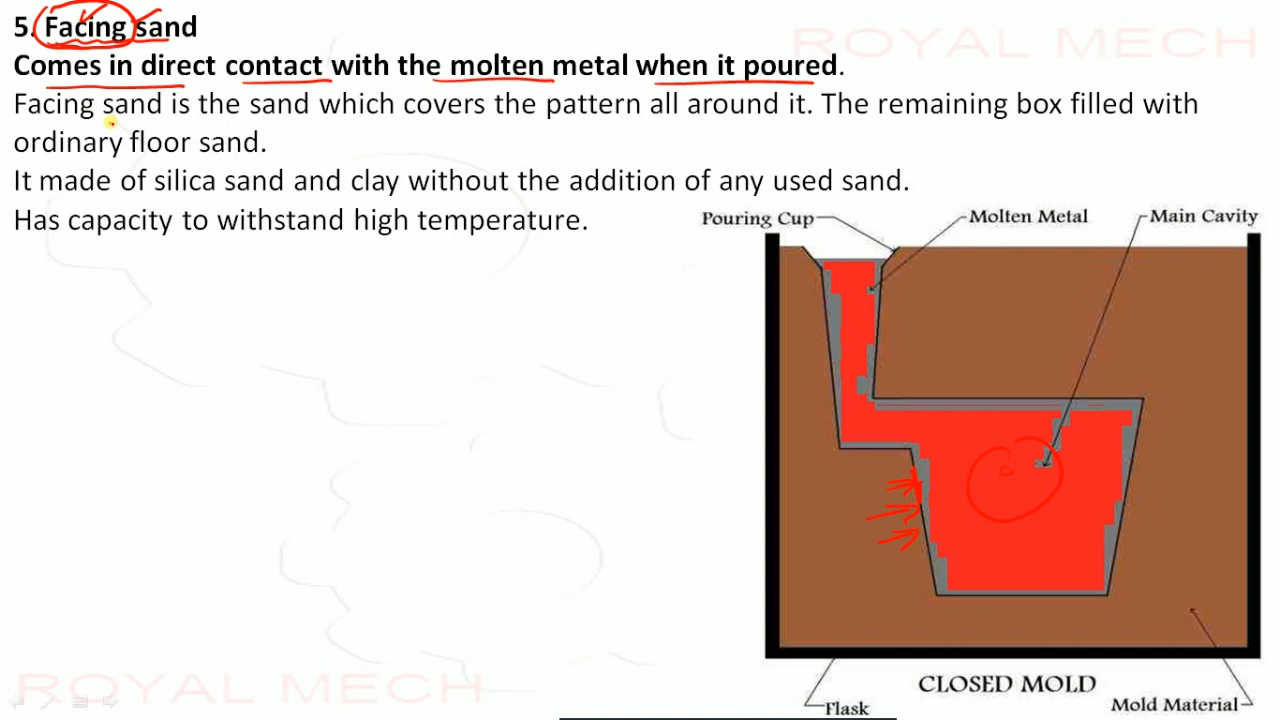 5. Facing sand
ROYAL MECH
Comes in direct contact with the molten metal when it poured.
Facing sand is the sand which covers the pattern all around it. The remaining box filled with
ordinary floor sand.
It made of silica sand and clay without the addition of any used sand.
Has capacity to withstand high temperature.
Pouring Cup
Molten Metal
Main Cavity
ROYAL MECH
CLOSED MOLD
Flask
Mold Material